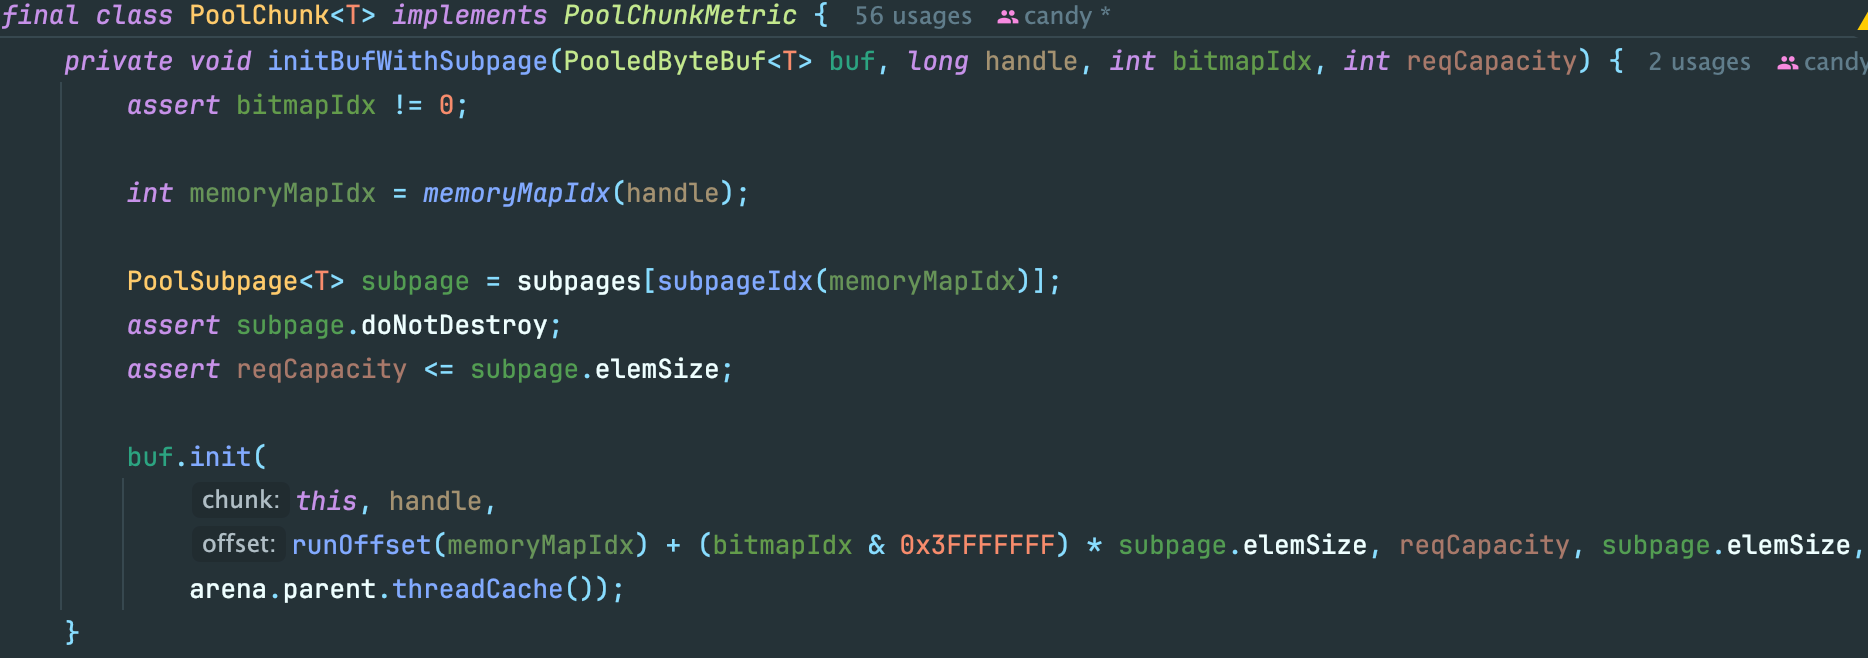 final class PoolChunk<T> implements PoolChunkMetric { 56 usages candy *
private void initBufWithSubpage(PooledByteBuf<T> buf, long handle, int bitmapIdx, int reqCapacity) { 2 usages candy
assert bitmapIdx != 0;
int memoryMapIdx = memoryMapIdx(handle);
PoolSubpage<T> subpage = subpages[subpageIdx(memoryMapIdx)];
assert subpage.doNotDestroy;
assert reqCapacity <= subpage.elemSize;
buf.init(
chunk: this, handle,
offset: runOffset(memoryMapIdx) + (bitmapIdx & 0x3FFFFFFF) * subpage.elemSize, reqCapacity, subpage.elemSize,
arena.parent.threadCache());
}